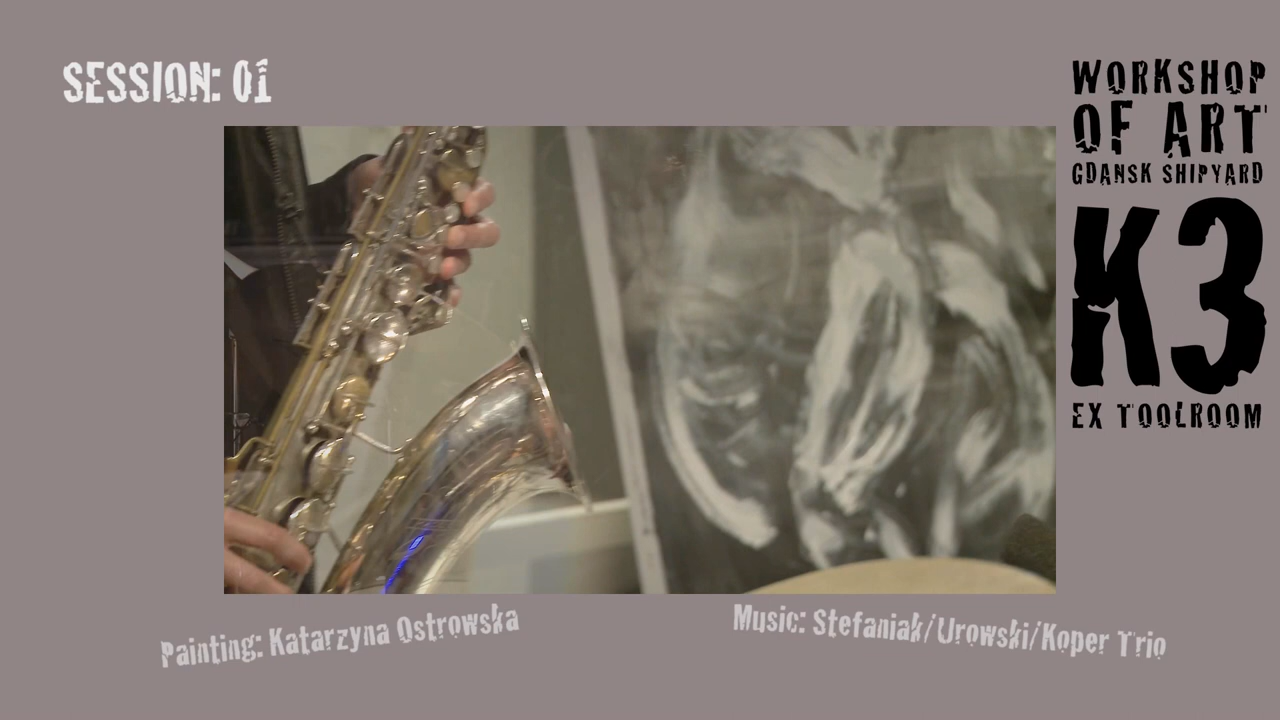 SESSION: 01
WORKSHOP
OF ART
GDANSK SHIPYARD
K3
EX TOOLROOM
Painting: Katarzyna Ostrowska
Music: Stefaniak/Urowski/Koper Trio